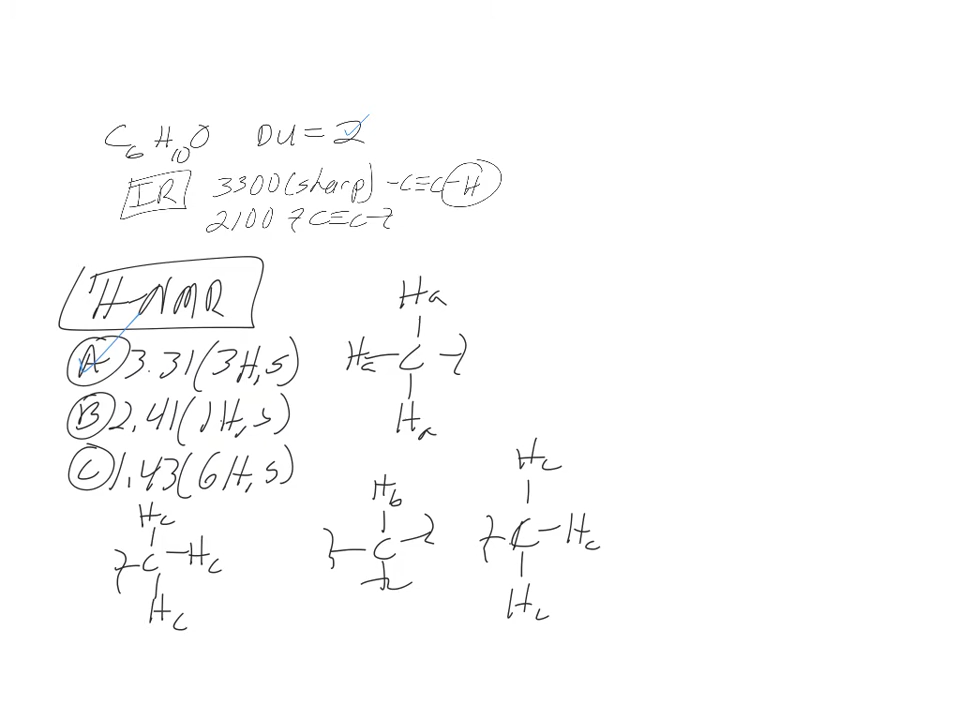 C6H10O DU = 2
IR 3300 (sharp) -C≡C-H
2100 ⌇C≡C-⌇
¹H-NMR
A 3.31 (3H, s)
B 2.41 (1H, s)
C 1.43 (6H, s)
Ha
C
Ha
Hc
C Hc
Hc
Hb
C
Hc
C Hc
Hc